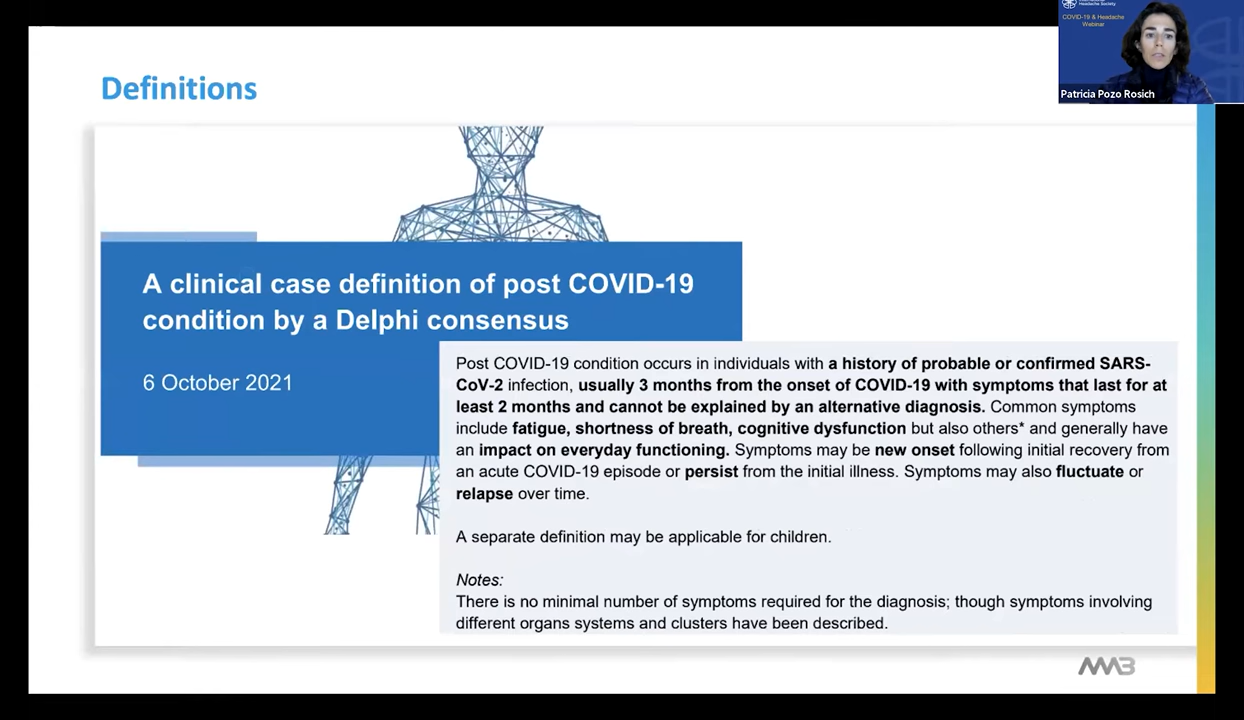 Headache Society
COVID-19 & Headache
Webinar
Patricia Pozo Rosich
Definitions
A clinical case definition of post COVID-19
condition by a Delphi consensus
6 October 2021
Post COVID-19 condition occurs in individuals with a history of probable or confirmed SARS-
CoV-2 infection, usually 3 months from the onset of COVID-19 with symptoms that last for at
least 2 months and cannot be explained by an alternative diagnosis. Common symptoms
include fatigue, shortness of breath, cognitive dysfunction but also others* and generally have
an impact on everyday functioning. Symptoms may be new onset following initial recovery from
an acute COVID-19 episode or persist from the initial illness. Symptoms may also fluctuate or
relapse over time.
A separate definition may be applicable for children.
Notes:
There is no minimal number of symptoms required for the diagnosis; though symptoms involving
different organs systems and clusters have been described.